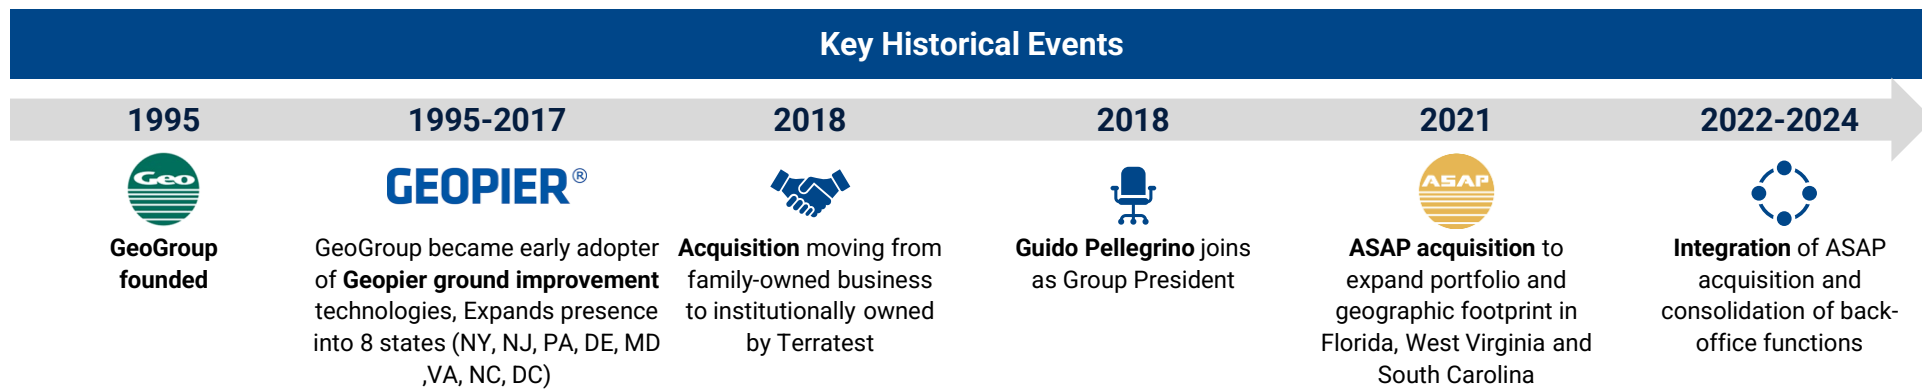 Key Historical Events
1995
1995-2017
2018
2018
2021
2022-2024
Geo
GEOPIER®
ASAP
GeoGroup
founded
GeoGroup became early adopter
of Geopier ground improvement
technologies, Expands presence
into 8 states (NY, NJ, PA, DE, MD
,VA, NC, DC)
Acquisition moving from
family-owned business
to institutionally owned
by Terratest
Guido Pellegrino joins
as Group President
ASAP acquisition to
expand portfolio and
geographic footprint in
Florida, West Virginia and
South Carolina
Integration of ASAP
acquisition and
consolidation of back-
office functions